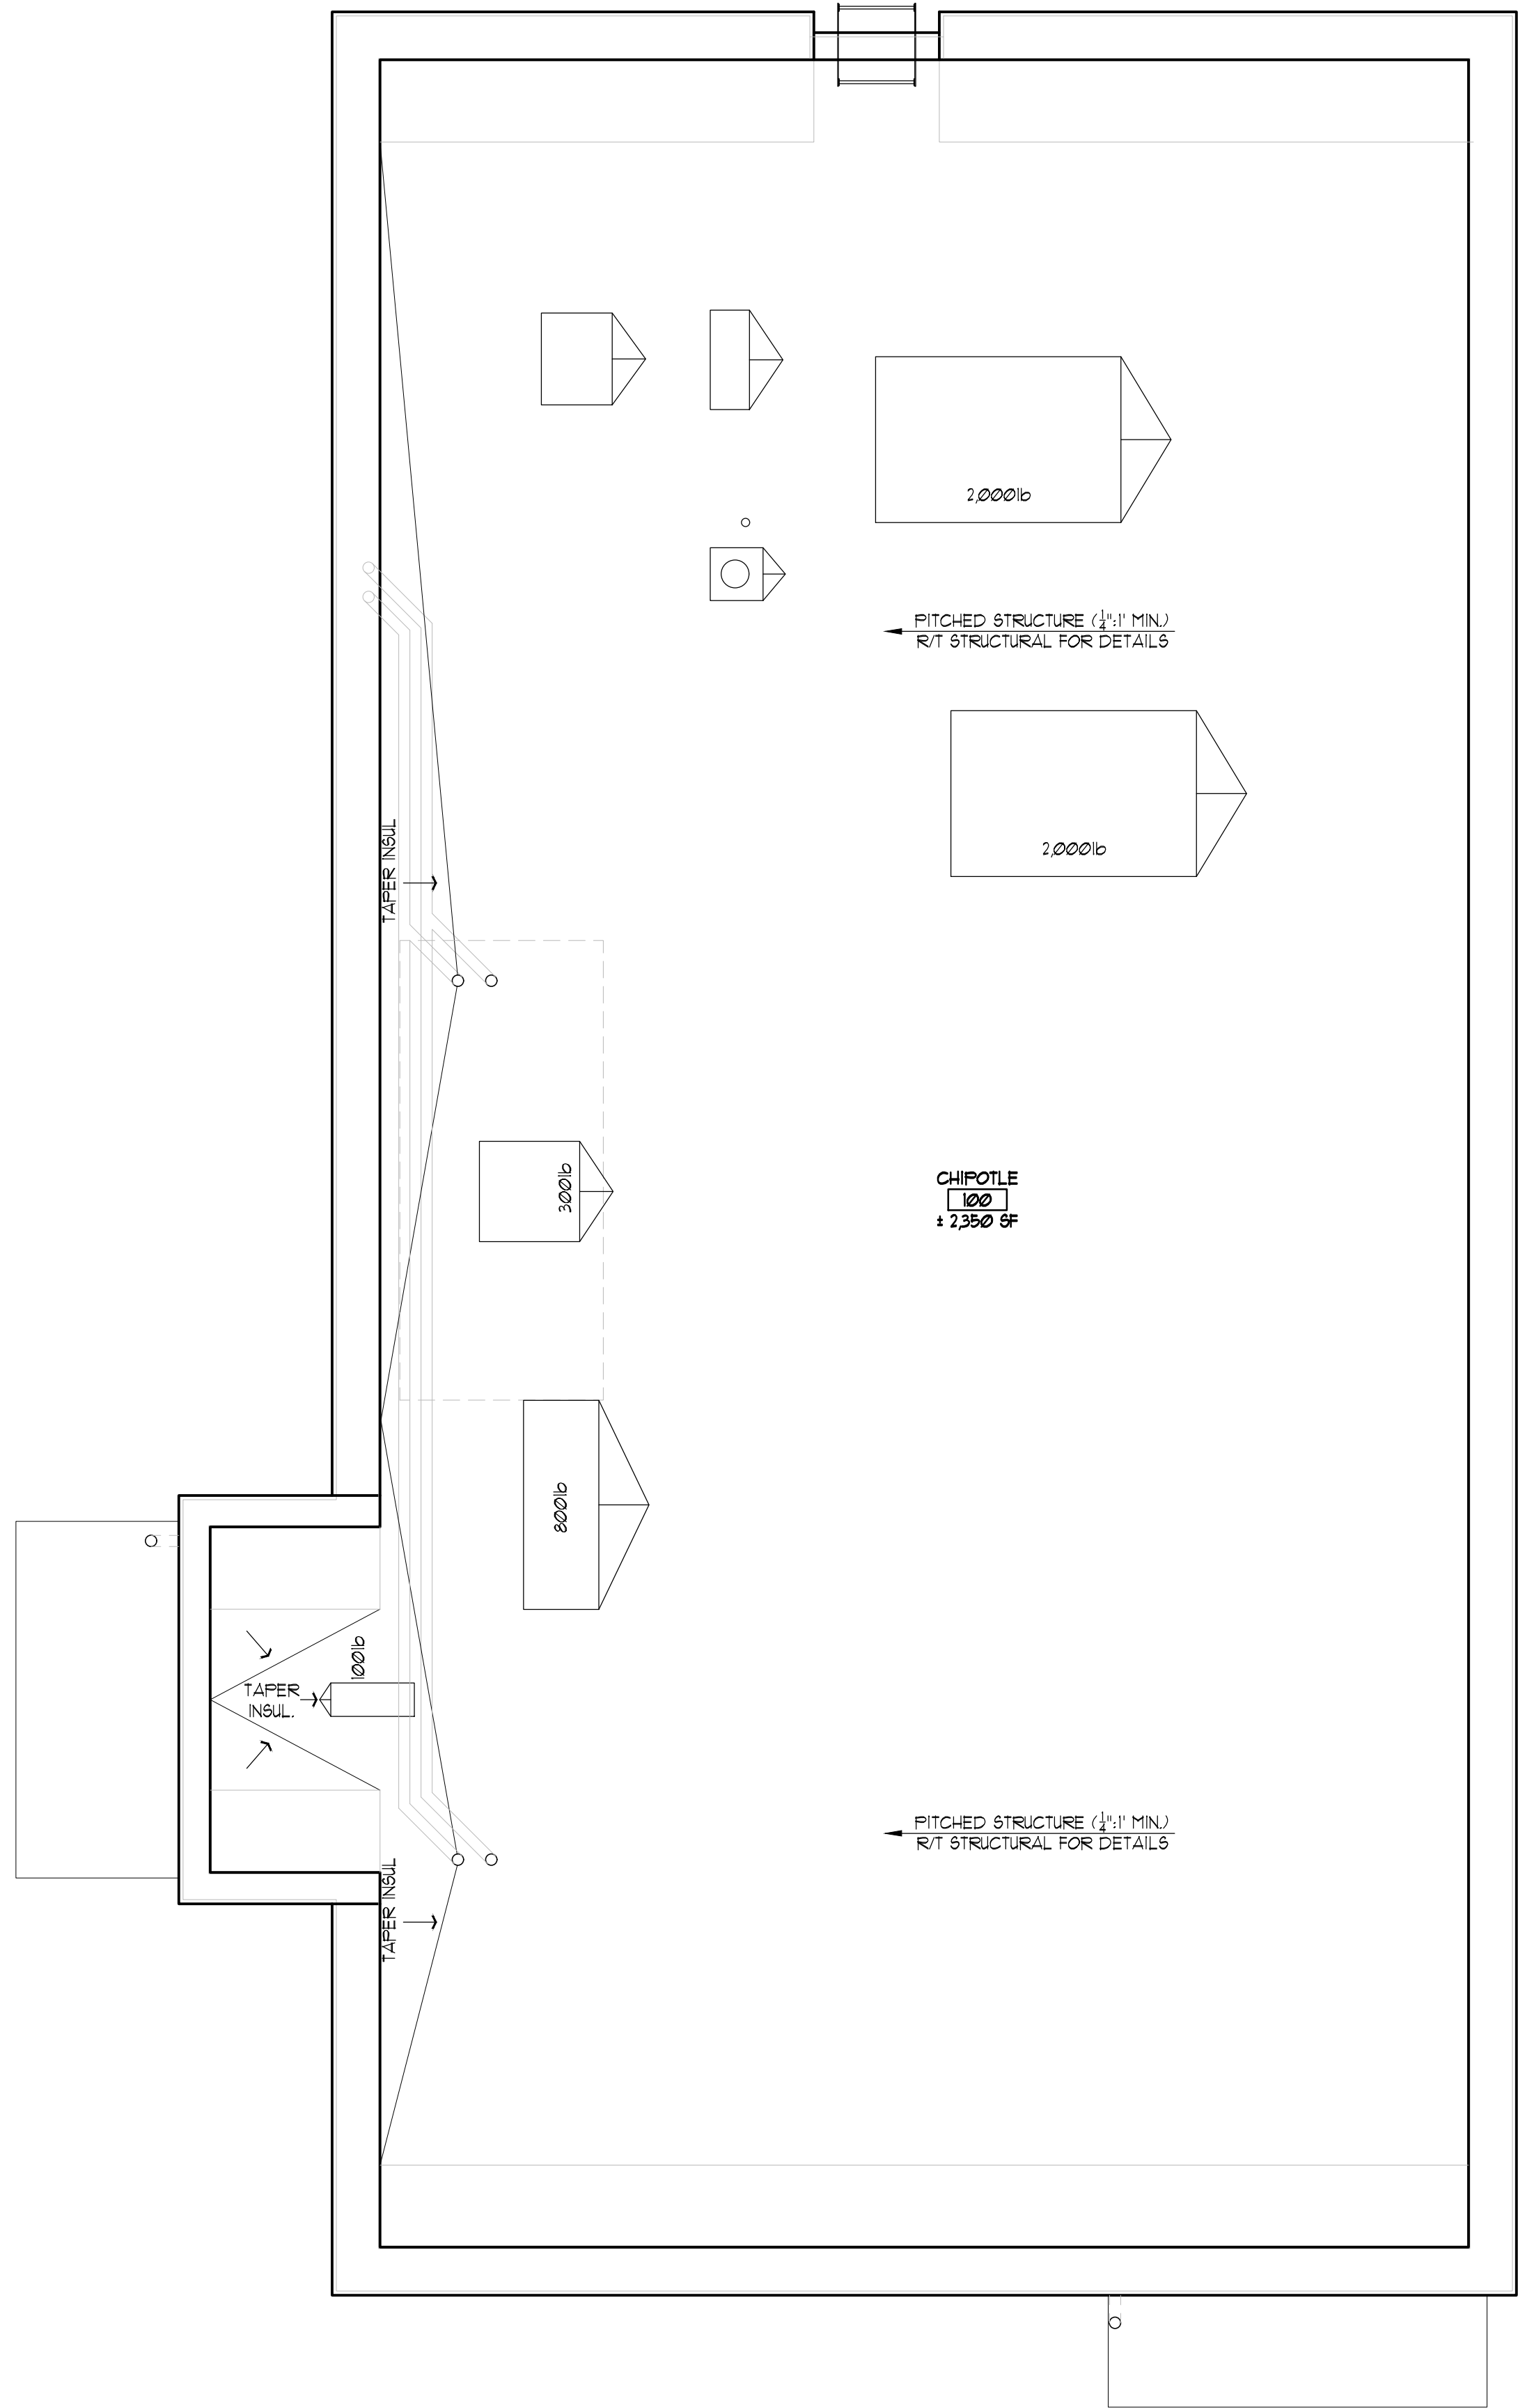 2,000lb
PITCHED STRUCTURE (1/4":1' MIN.)
R/T STRUCTURAL FOR DETAILS
2,000lb
TAPER INSUL
300lb
CHIPOTLE
100
± 2,350 SF
800lb
100lb
TAPER
INSUL.
PITCHED STRUCTURE (1/4":1' MIN.)
R/T STRUCTURAL FOR DETAILS
TAPER INSUL